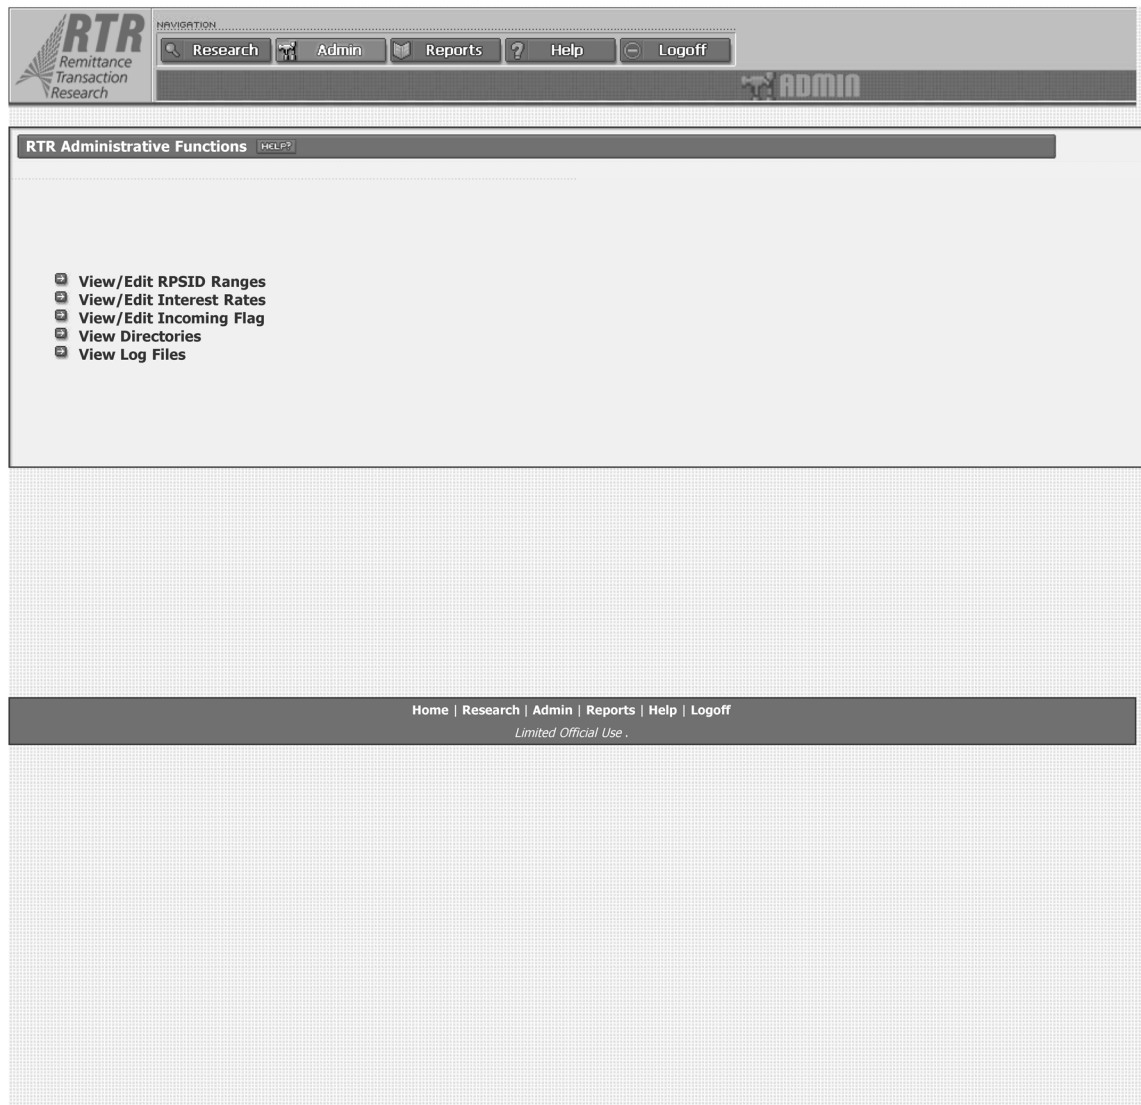 RTR
Remittance
Transaction
Research
NAVIGATION
Research Admin Reports Help Logoff
ADMIN
RTR Administrative Functions HELP?
View/Edit RPSID Ranges
View/Edit Interest Rates
View/Edit Incoming Flag
View Directories
View Log Files
Home | Research | Admin | Reports | Help | Logoff
Limited Official Use .